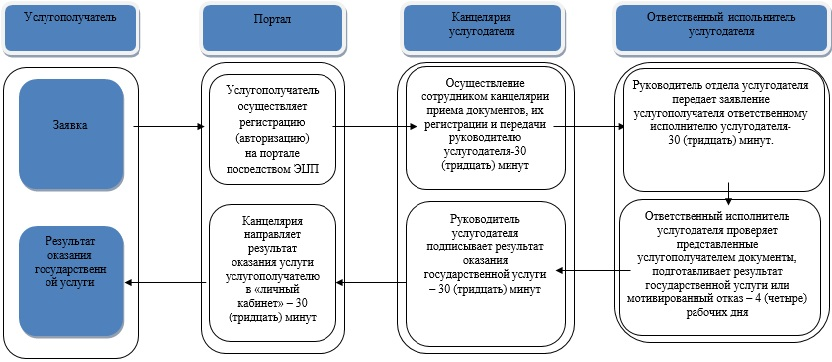 Услугополучатель
Портал
Канцелярия
услугодателя
Ответственный испольнитель
услугодателя
Заявка
Услугополучатель
осуществляет
регистрацию
(авторизацию)
на портале
посредством ЭЦП
Осуществление
сотрудником канцелярии
приема документов, их
регистрации и передачи
руководителю
услугодателя-30
(тридцать) минут
Руководитель отдела услугодателя
передает заявление
услугополучателя ответственному
исполнителю услугодателя-
30 (тридцать) минут.
Результат
оказания
государственн
ой услуги
Канцелярия
направляет
результат
оказания услуги
услугополучателю
в «личный
кабинет» – 30
(тридцать) минут
Руководитель
услугодателя
подписывает результат
оказания
государственной услуги
– 30 (тридцать) минут
Ответственный исполнитель
услугодателя проверяет
представленные
услугополучателем документы,
подготавливает результат
государственной услуги или
мотивированный отказ – 4 (четыре)
рабочих дня